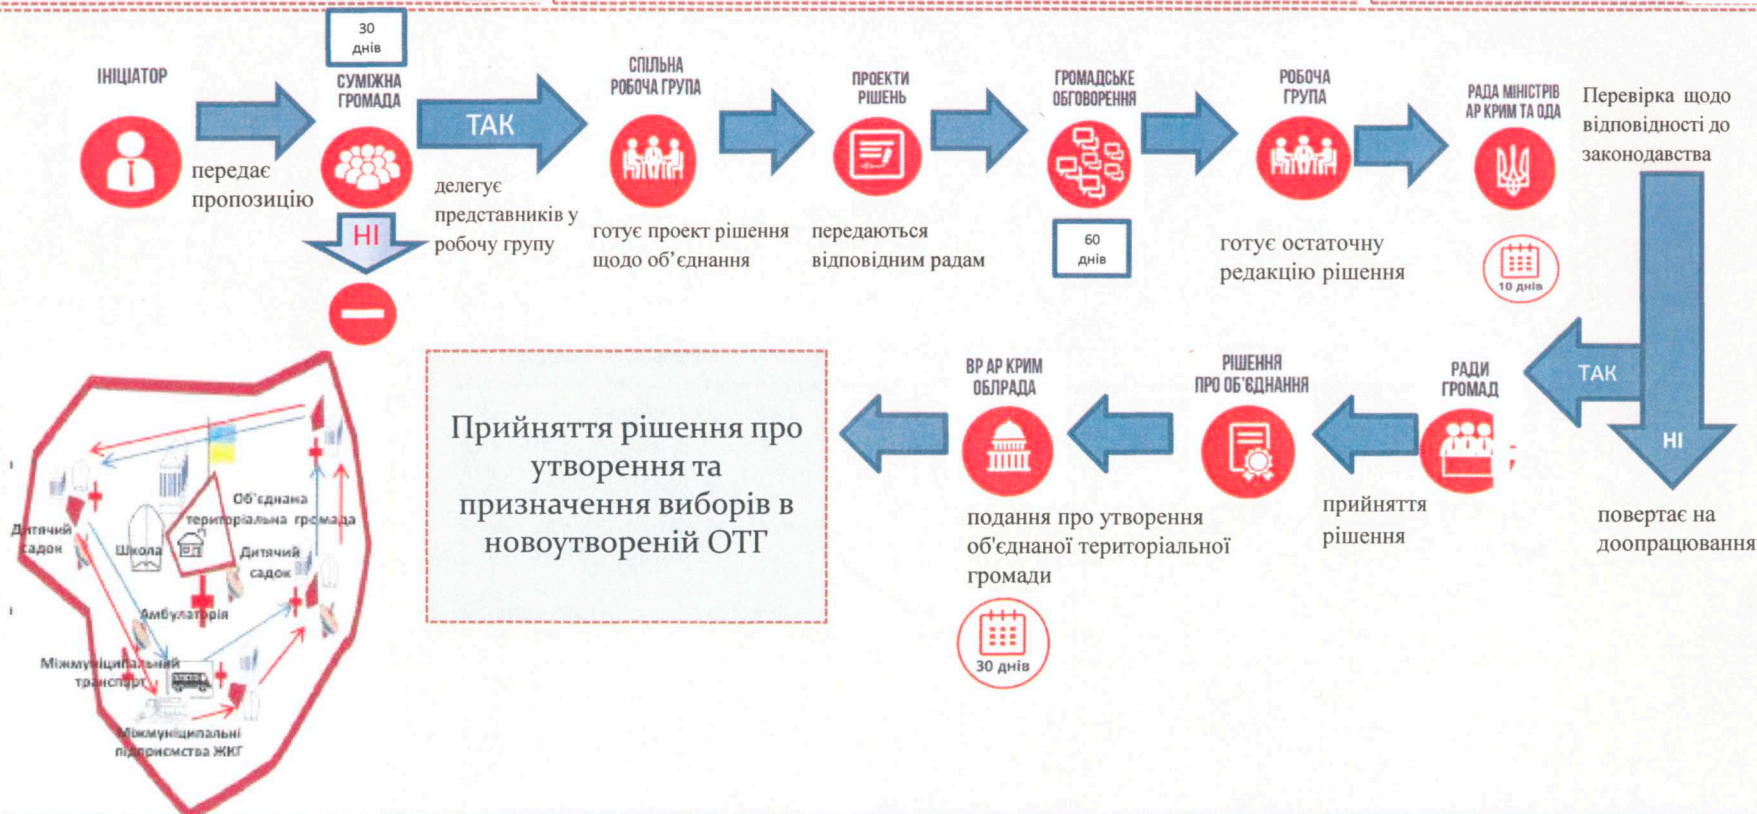 30
днів
ІНІЦІАТОР
СУМІЖНА
ГРОМАДА
СПІЛЬНА
РОБОЧА ГРУПА
ПРОЕКТИ
РІШЕНЬ
ГРОМАДСЬКЕ
ОБГОВОРЕННЯ
РОБОЧА
ГРУПА
РАДА МІНІСТРІВ
АР КРИМ ТА ОДА
Перевірка щодо
відповідності до
законодавства
ТАК
передає
пропозицію
НІ
делегує
представників у
робочу групу
готує проект рішення
щодо об’єднання
передаються
відповідним радам
60
днів
готує остаточну
редакцію рішення
10 днів
ТАК
НІ
повертає на
доопрацювання
РАДИ
ГРОМАД
прийняття
рішення
РІШЕННЯ
ПРО ОБ'ЄДНАННЯ
ВР АР КРИМ
ОБЛРАДА
подання про утворення
об'єднаної територіальної
громади
30 днів
Прийняття рішення про
утворення та
призначення виборів в
новоутвореній ОТГ
Об'єднана
територіальна громада
Дитячий
садок
Школа
Дитячий
садок
Амбулаторія
Міжмуніципальний
транспорт
Міжмуніципальні
підприємства ЖКГ